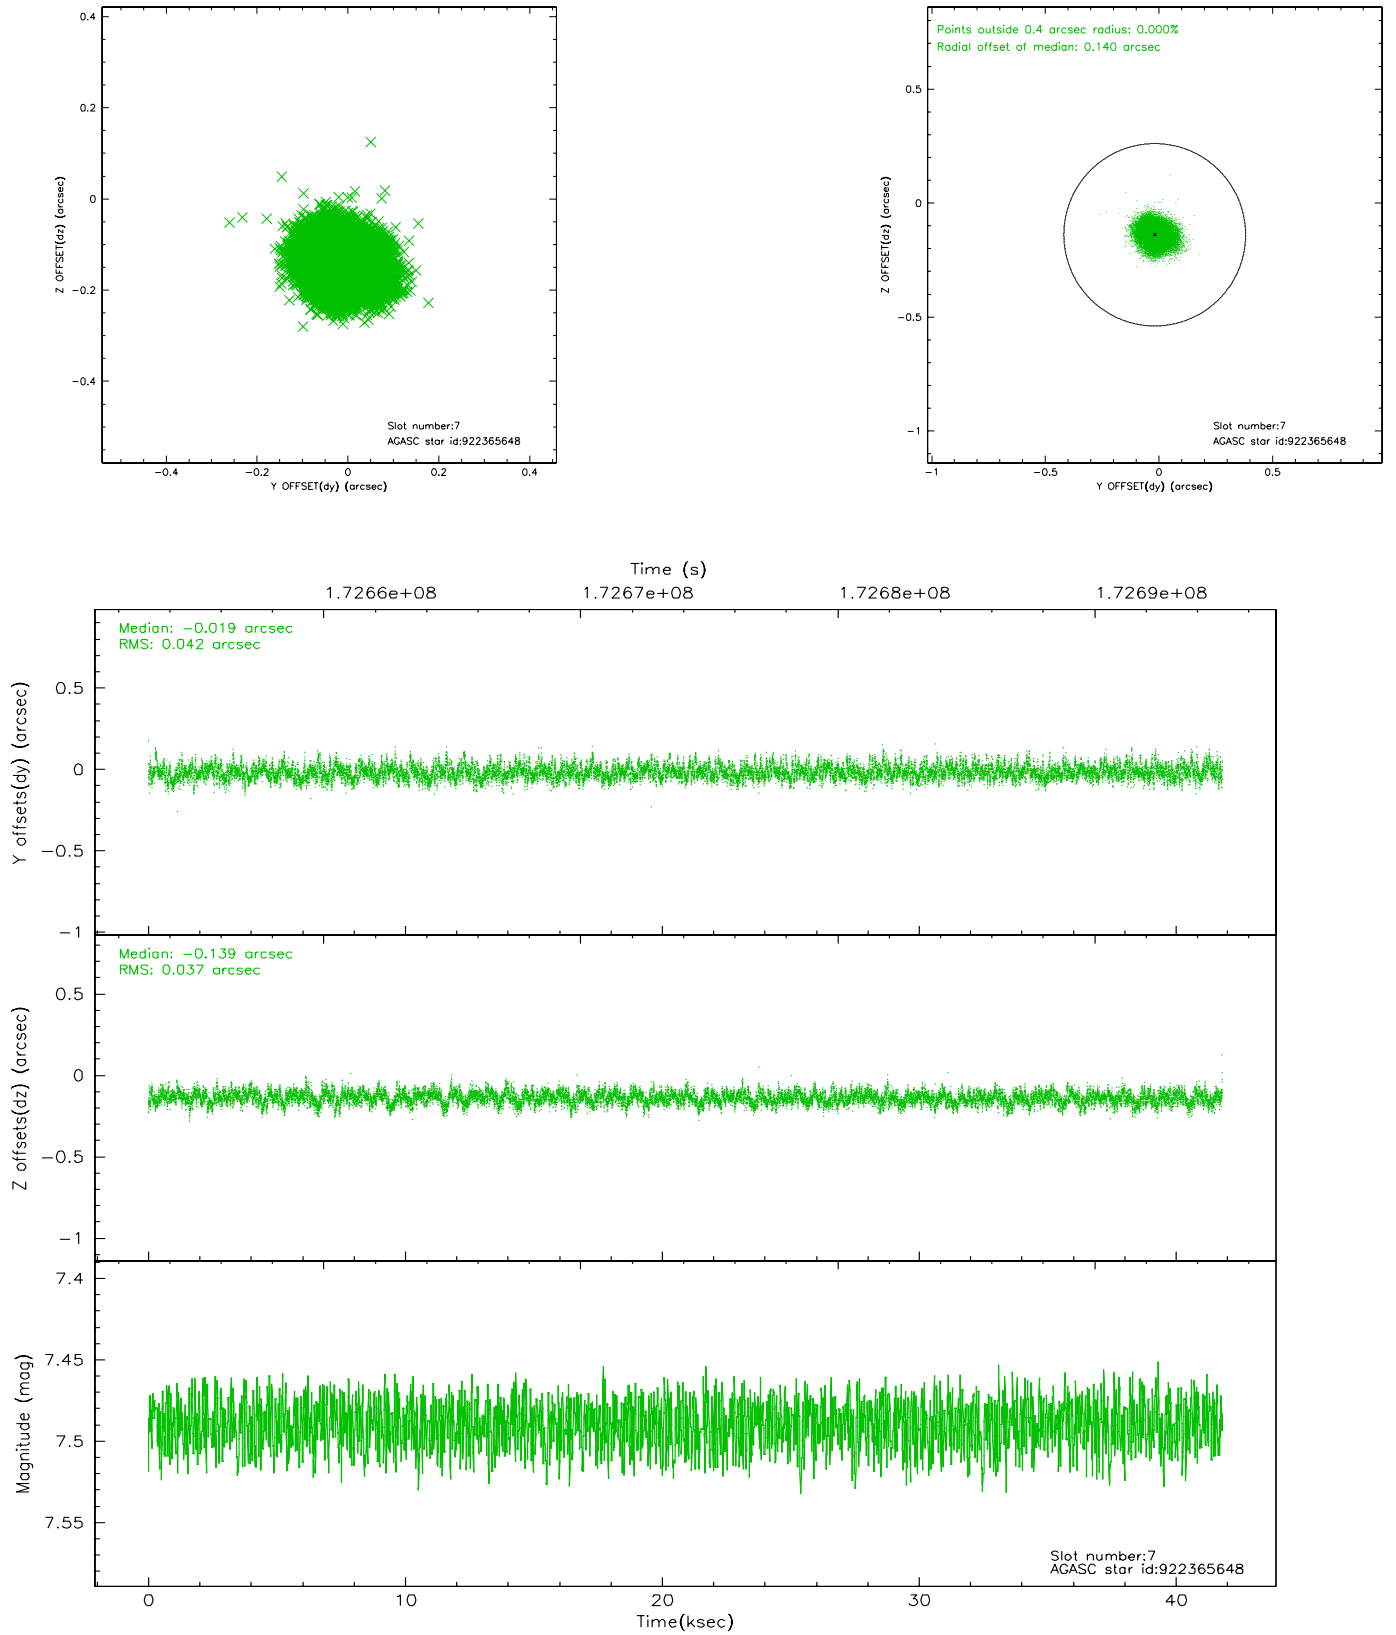 0.4
0.2
0
−0.2
−0.4
Z OFFSET(dz) (arcsec)
Slot number:7
AGASC star id:922365648
−0.4 −0.2 0 0.2 0.4
Y OFFSET(dy) (arcsec)
Points outside 0.4 arcsec radius: 0.000%
Radial offset of median: 0.140 arcsec
0.5
0
−0.5
−1
Z OFFSET(dz) (arcsec)
Slot number:7
AGASC star id:922365648
−1 −0.5 0 0.5
Y OFFSET(dy) (arcsec)
Time (s)
1.7266e+08 1.7267e+08 1.7268e+08 1.7269e+08
Median: −0.019 arcsec
RMS: 0.042 arcsec
0.5
0
−0.5
−1
Y offsets(dy) (arcsec)
Median: −0.139 arcsec
RMS: 0.037 arcsec
0.5
0
−0.5
−1
Z offsets(dz) (arcsec)
7.4
7.45
7.5
7.55
Magnitude (mag)
Slot number:7
AGASC star id:922365648
0 10 20 30 40
Time(ksec)